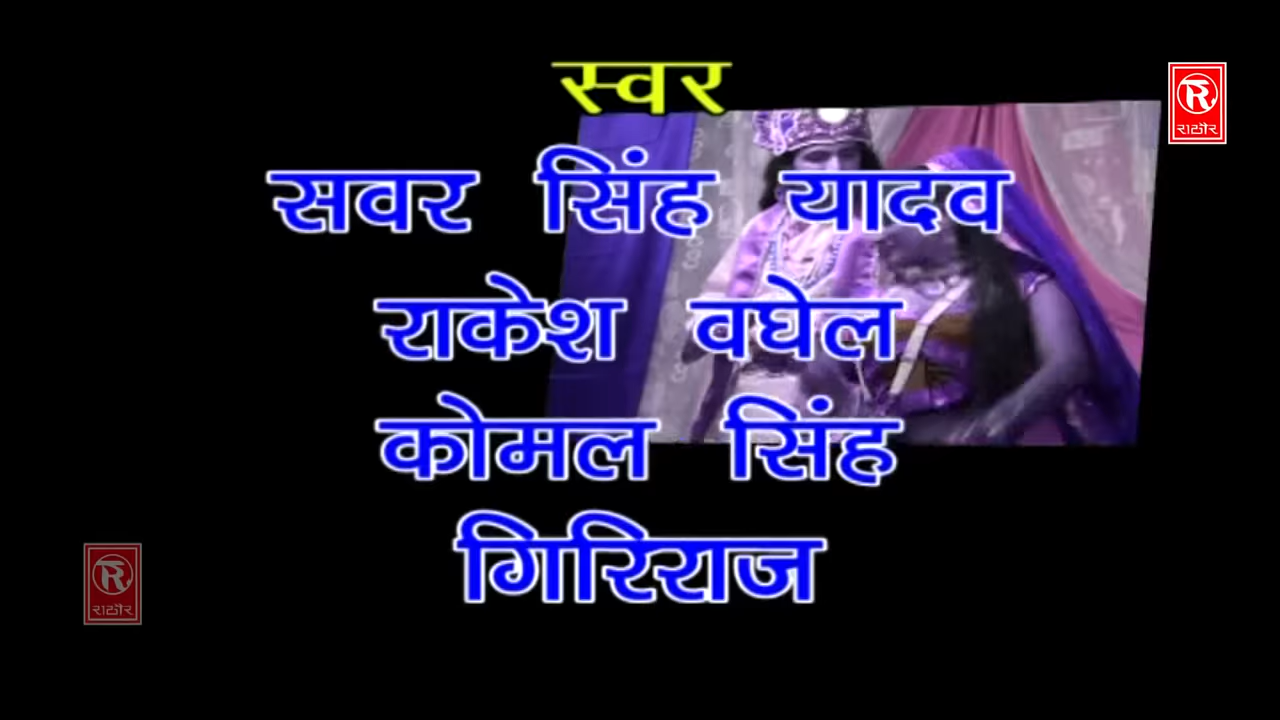 स्वर
राठौर
सवर सिंह यादव
राकेश वघेल
कोमल सिंह
गिरिराज
राठौर